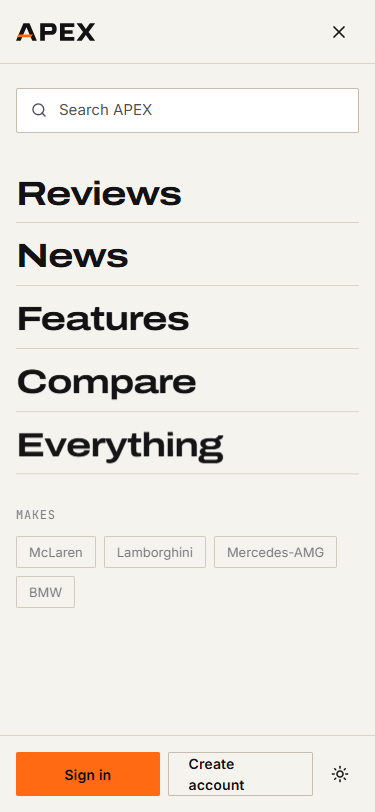 APEX
Search APEX
Reviews
News
Features
Compare
Everything
MAKES
McLaren
Lamborghini
Mercedes-AMG
BMW
Sign in
Create
account